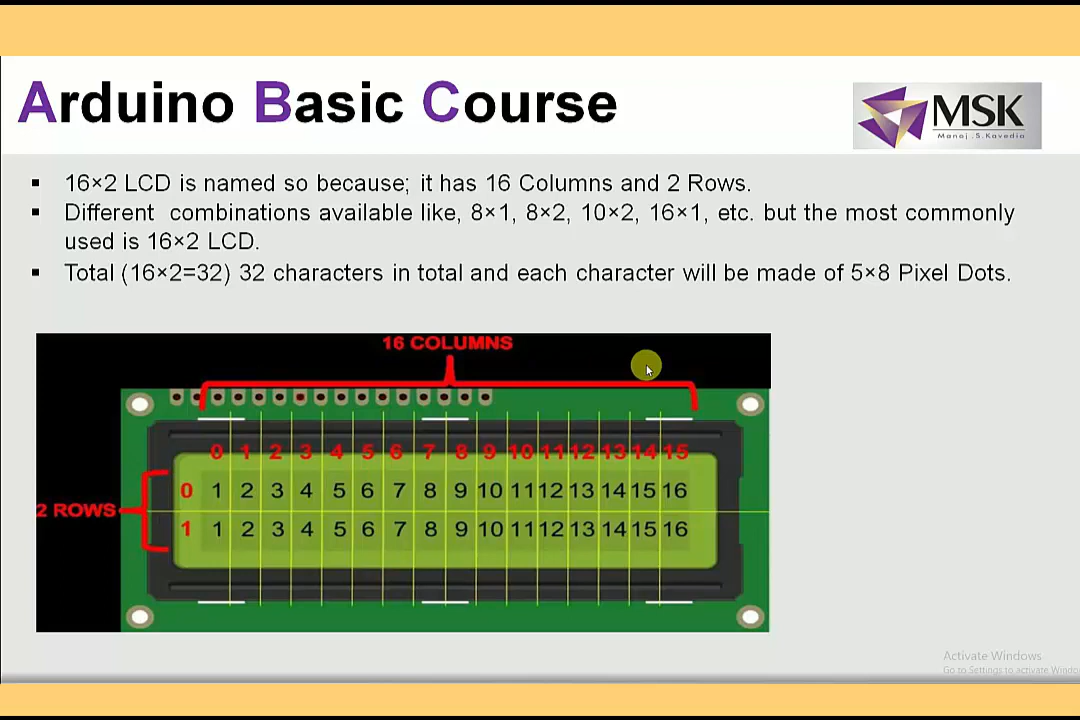 Arduino Basic Course
MSK
Manoj .S.Kavedia
▪ 16×2 LCD is named so because; it has 16 Columns and 2 Rows.
▪ Different combinations available like, 8×1, 8×2, 10×2, 16×1, etc. but the most commonly
used is 16×2 LCD.
▪ Total (16×2=32) 32 characters in total and each character will be made of 5×8 Pixel Dots.
16 COLUMNS
0 1 2 3 4 5 6 7 8 9 10 11 12 13 14 15
0 1 2 3 4 5 6 7 8 9 10 11 12 13 14 15 16
2 ROWS
1 1 2 3 4 5 6 7 8 9 10 11 12 13 14 15 16
Activate Windows
Go to Settings to activate Windo